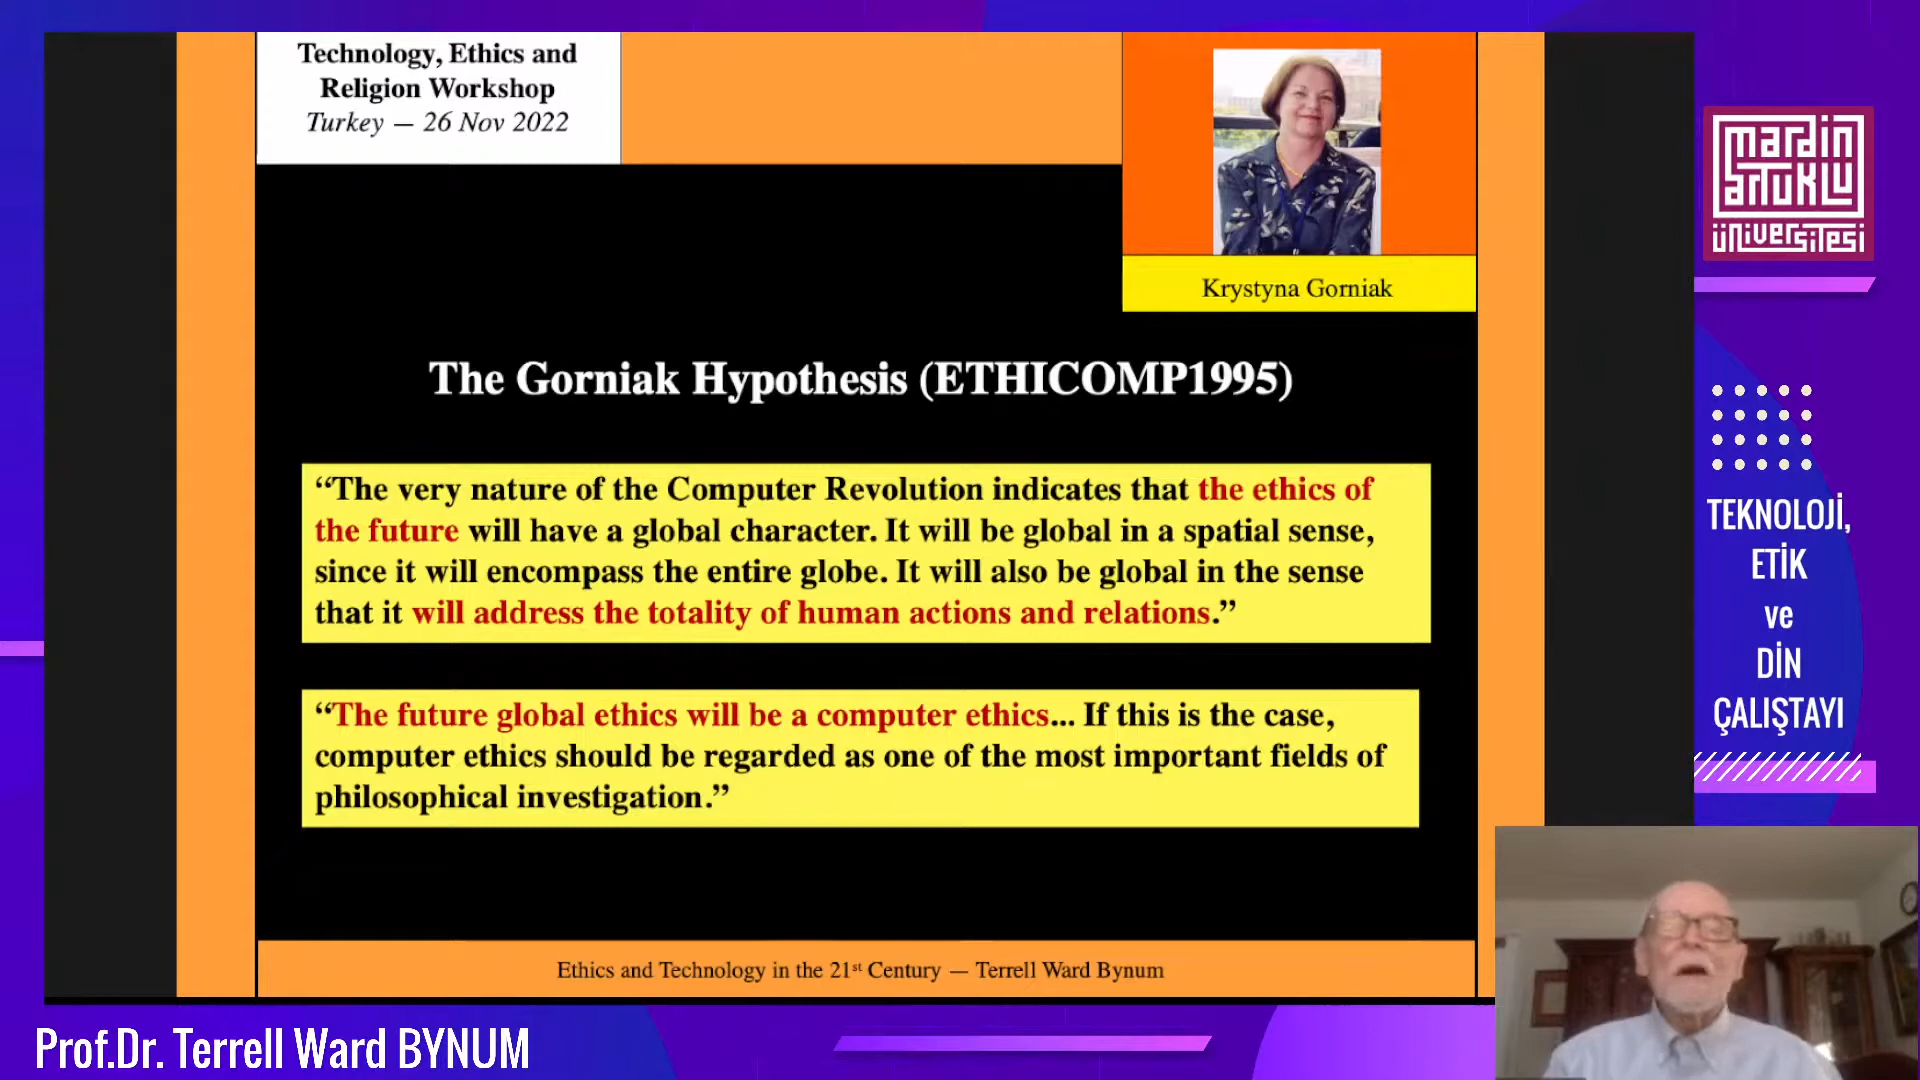 Technology, Ethics and
Religion Workshop
Turkey — 26 Nov 2022
Krystyna Gorniak
The Gorniak Hypothesis (ETHICOMP1995)
“The very nature of the Computer Revolution indicates that the ethics of
the future will have a global character. It will be global in a spatial sense,
since it will encompass the entire globe. It will also be global in the sense
that it will address the totality of human actions and relations.”
“The future global ethics will be a computer ethics... If this is the case,
computer ethics should be regarded as one of the most important fields of
philosophical investigation.”
Ethics and Technology in the 21st Century — Terrell Ward Bynum
mardin
artuklu
üniversitesi
TEKNOLOJİ,
ETİK
ve
DİN
ÇALIŞTAYI
Prof.Dr. Terrell Ward BYNUM